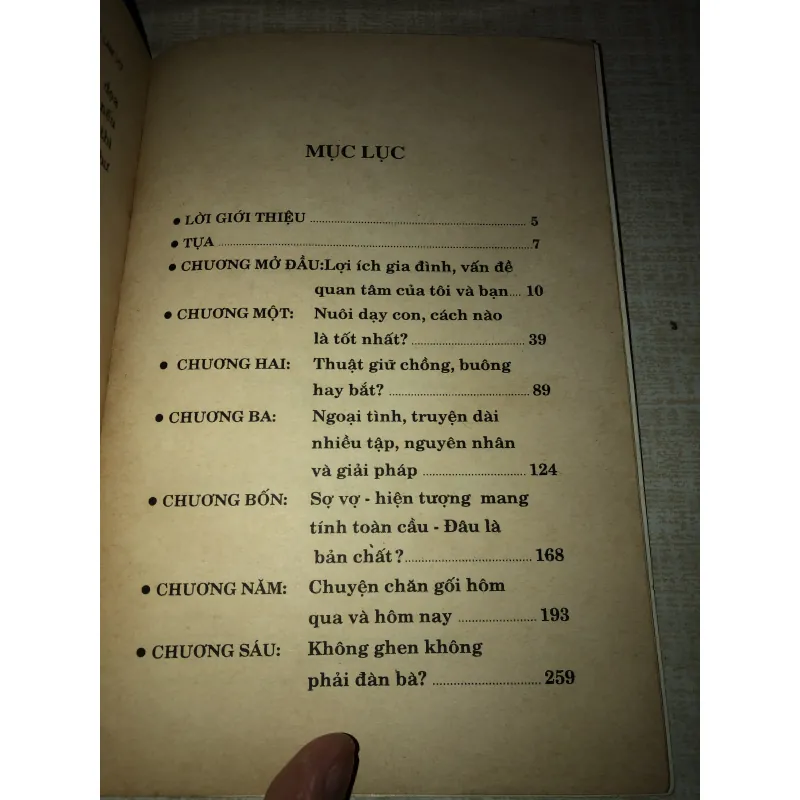 MỤC LỤC
● LỜI GIỚI THIỆU ........ 5
● TỰA ........ 7
● CHƯƠNG MỞ ĐẦU:Lợi ích gia đình, vấn đề
quan tâm của tôi và bạn.... 10
● CHƯƠNG MỘT: Nuôi dạy con, cách nào
là tốt nhất? ........ 39
● CHƯƠNG HAI: Thuật giữ chồng, buông
hay bắt? ........ 89
● CHƯƠNG BA: Ngoại tình, truyện dài
nhiều tập, nguyên nhân
và giải pháp ........ 124
● CHƯƠNG BỐN: Sợ vợ - hiện tượng mang
tính toàn cầu - Đâu là
bản chất? ........ 168
● CHƯƠNG NĂM: Chuyện chăn gối hôm
qua và hôm nay ........ 193
● CHƯƠNG SÁU: Không ghen không
phải đàn bà? ........ 259